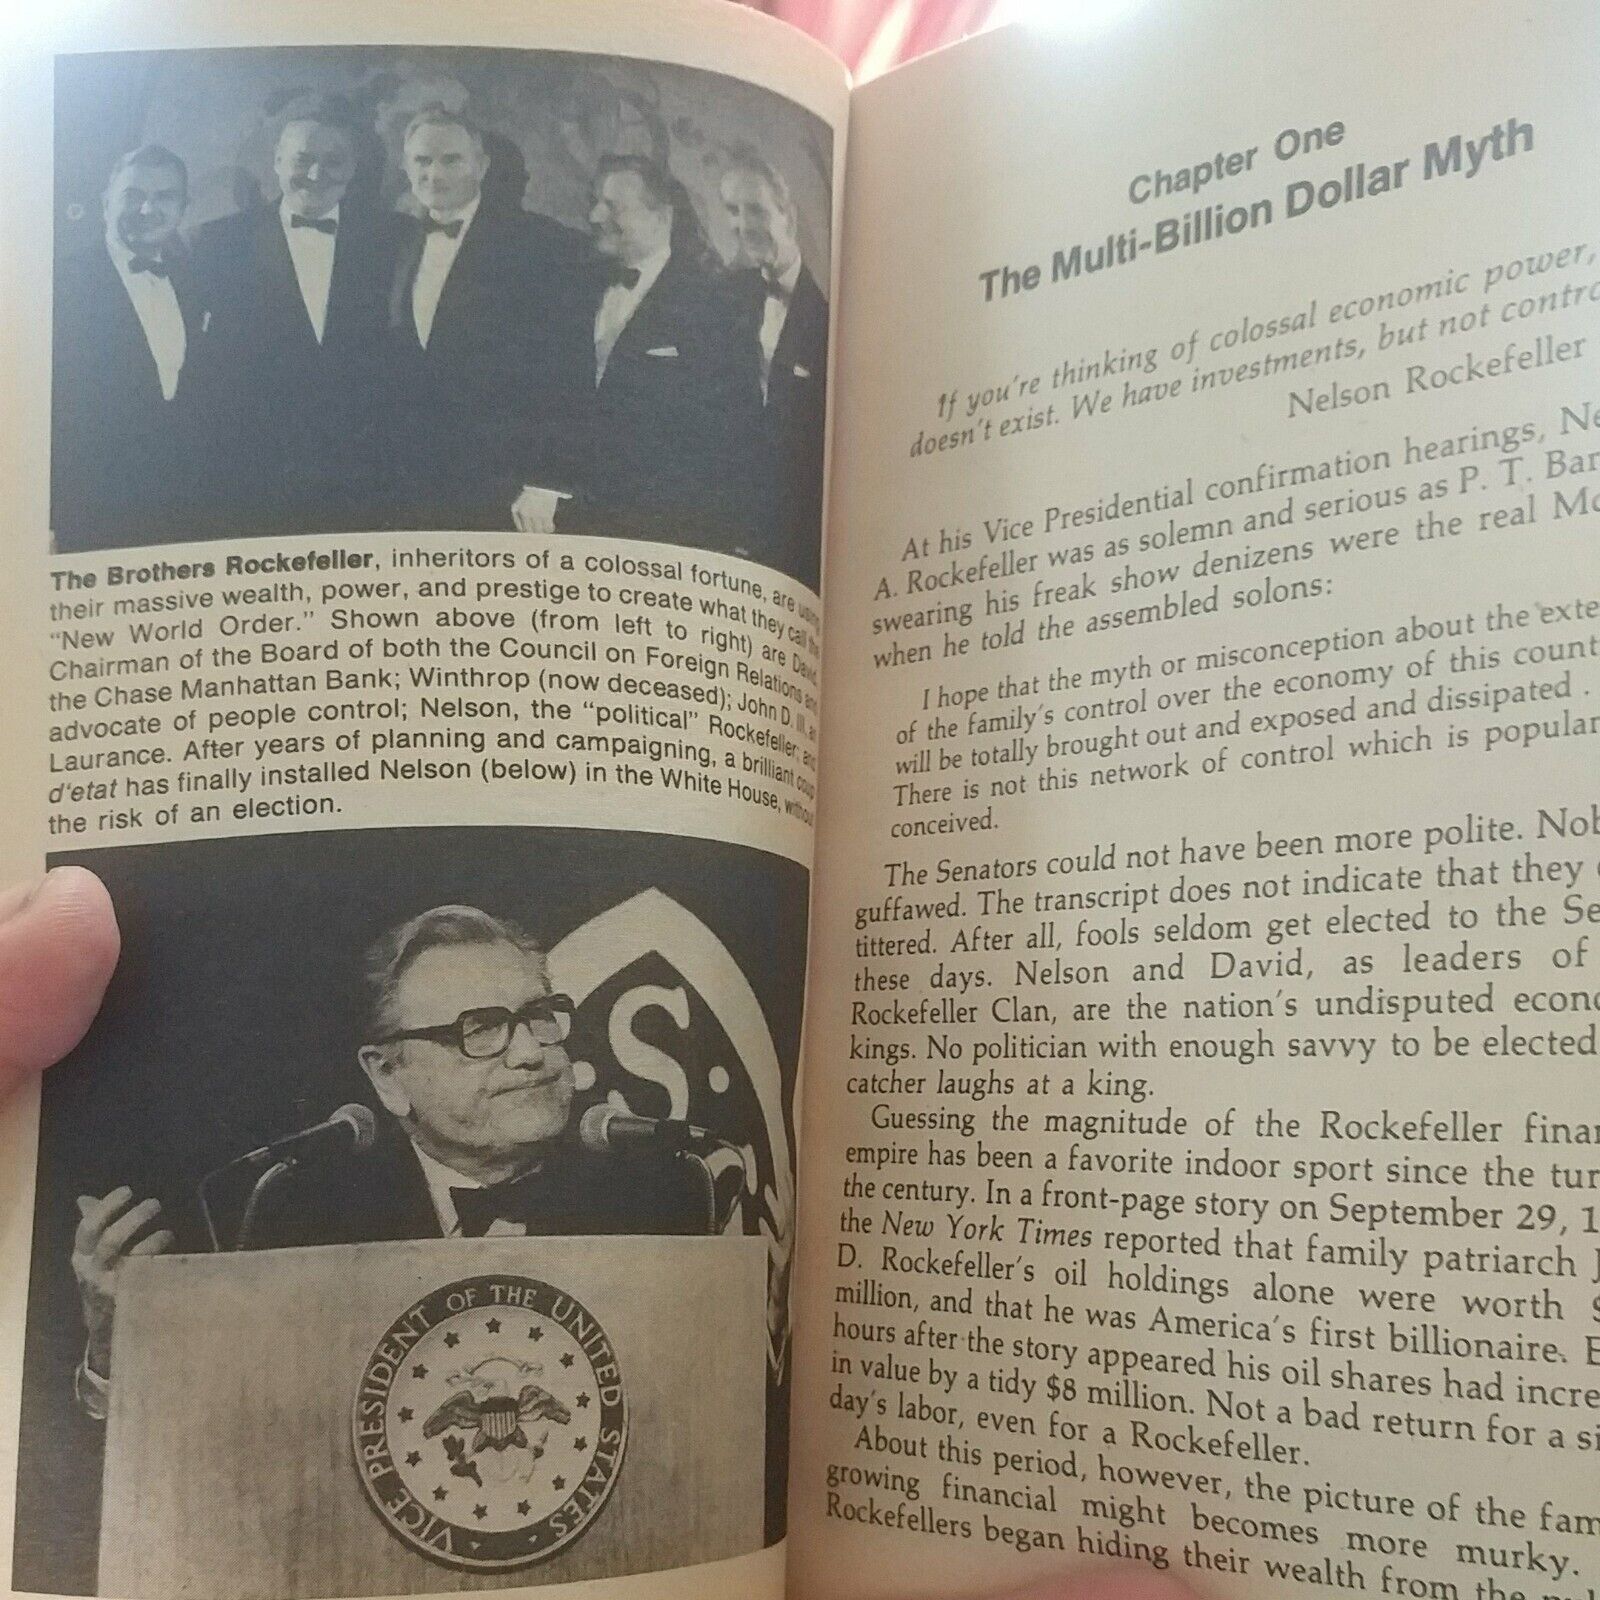 The Brothers Rockefeller, inheritors of a colossal fortune, are using
their massive wealth, power, and prestige to create what they call the
"New World Order." Shown above (from left to right) are David,
Chairman of the Board of both the Council on Foreign Relations and
the Chase Manhattan Bank; Winthrop (now deceased); John D. III, an
advocate of people control; Nelson, the "political" Rockefeller; and
Laurance. After years of planning and campaigning, a brilliant coup
d'etat has finally installed Nelson (below) in the White House, without
the risk of an election.
S.
VICE PRESIDENT OF THE UNITED STATES
Chapter One
The Multi-Billion Dollar Myth
If you're thinking of colossal economic power,
doesn't exist. We have investments, but not
Nelson Rockefeller
At his Vice Presidential confirmation hearings,
A. Rockefeller was as solemn and serious as P. T.
swearing his freak show denizens were the real
when he told the assembled solons:
I hope that the myth or misconception about the
of the family's control over the economy of this
will be totally brought out and exposed and dissipated .
There is not this network of control which is
conceived.
The Senators could not have been more polite.
guffawed. The transcript does not indicate that they
tittered. After all, fools seldom get elected to the
these days. Nelson and David, as leaders of
Rockefeller Clan, are the nation's undisputed
kings. No politician with enough savvy to be elected
catcher laughs at a king.
Guessing the magnitude of the Rockefeller
empire has been a favorite indoor sport since the
the century. In a front-page story on September 29,
the New York Times reported that family patriarch
D. Rockefeller's oil holdings alone were worth
million, and that he was America's first billionaire.
hours after the story appeared his oil shares had
in value by a tidy $8 million. Not a bad return for a
day's labor, even for a Rockefeller.
About this period, however, the picture of the
growing financial might becomes more murky.
Rockefellers began hiding their wealth from the